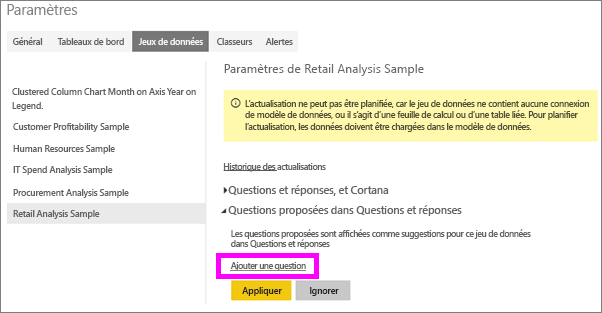 Paramètres
Général Tableaux de bord Jeux de données Classeurs Alertes
Clustered Column Chart Month on Axis Year on
Legend.
Customer Profitability Sample
Human Resources Sample
IT Spend Analysis Sample
Procurement Analysis Sample
Retail Analysis Sample
Paramètres de Retail Analysis Sample
L'actualisation ne peut pas être planifiée, car le jeu de données ne contient aucune connexion
de modèle de données, ou il s'agit d'une feuille de calcul ou d'une table liée. Pour planifier
l'actualisation, les données doivent être chargées dans le modèle de données.
Historique des actualisations
Questions et réponses, et Cortana
Questions proposées dans Questions et réponses
Les questions proposées sont affichées comme suggestions pour ce jeu de données
dans Questions et réponses
Ajouter une question
Appliquer Ignorer